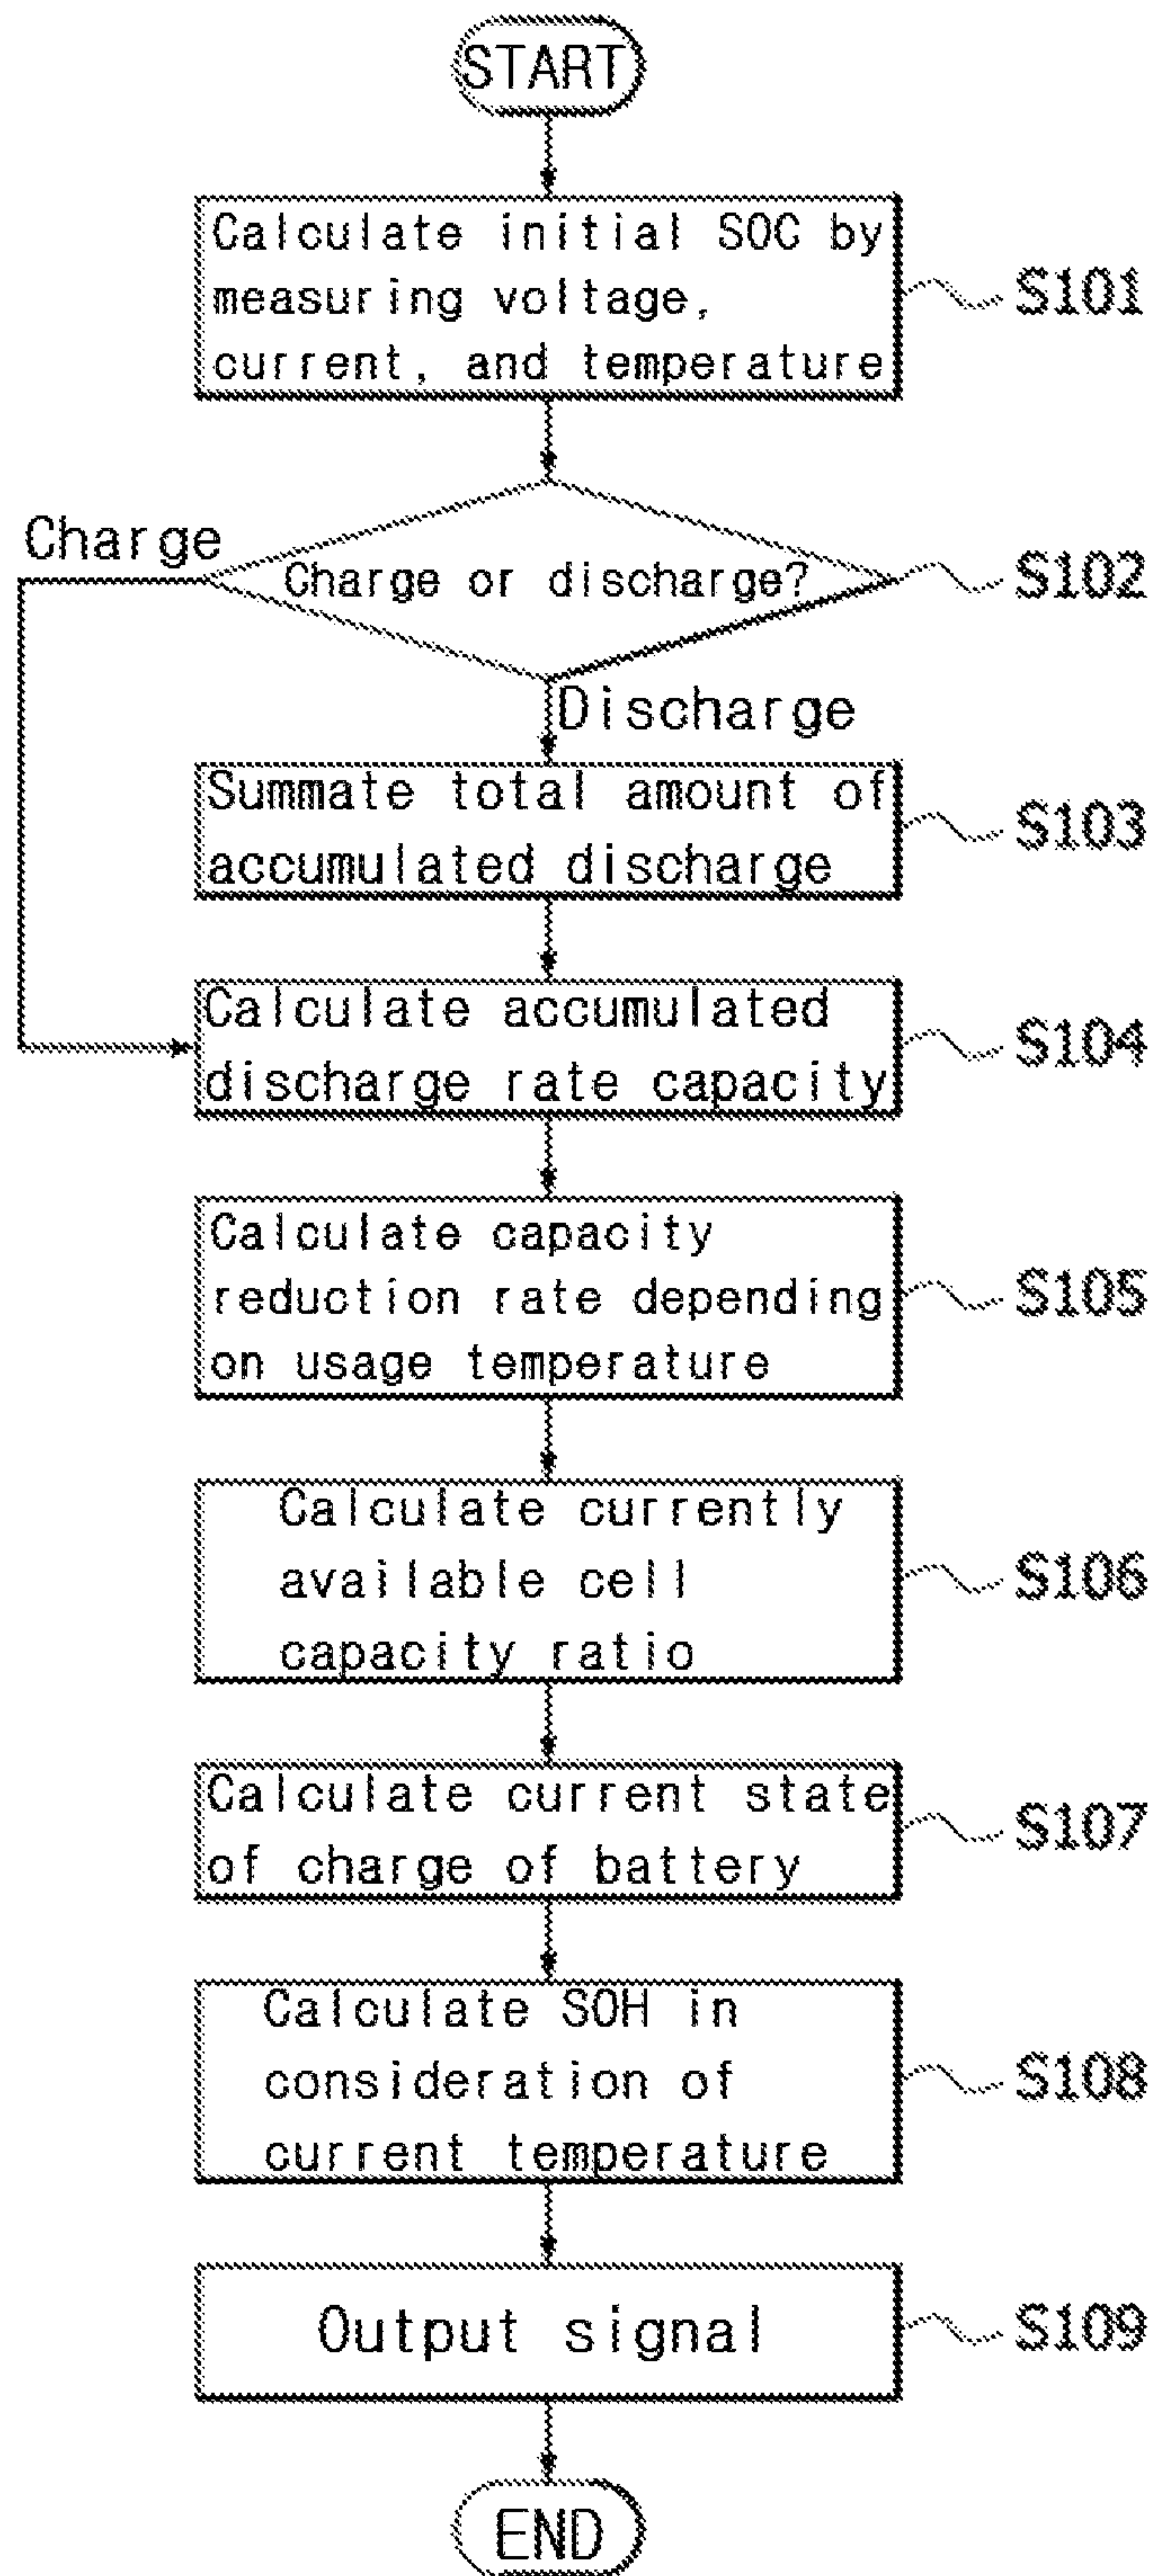 START
Calculate initial SOC by
measuring voltage,
current, and temperature
S101
Charge
Charge or discharge?
S102
Discharge
Summate total amount of
accumulated discharge
S103
Calculate accumulated
discharge rate capacity
S104
Calculate capacity
reduction rate depending
on usage temperature
S105
Calculate currently
available cell
capacity ratio
S106
Calculate current state
of charge of battery
S107
Calculate SOH in
consideration of
current temperature
S108
Output signal
S109
END